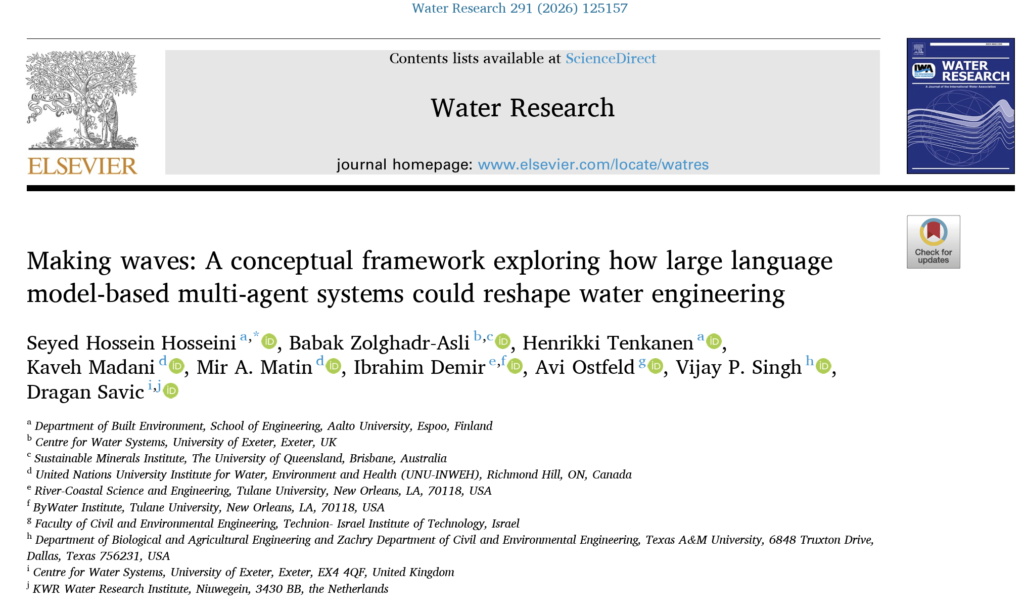 Water Research 291 (2026) 125157
Contents lists available at ScienceDirect
Water Research
journal homepage: www.elsevier.com/locate/watres
ELSEVIER
IWA
WATER
RESEARCH
A Journal of the International Water Association
Check for
updates
Making waves: A conceptual framework exploring how large language
model-based multi-agent systems could reshape water engineering
Seyed Hossein Hosseini a,*, Babak Zolghadr-Asli b,c, Henrikki Tenkanen a,
Kaveh Madani d, Mir A. Matin d, Ibrahim Demir e,f, Avi Ostfeld g, Vijay P. Singh h,
Dragan Savic i,j
a Department of Built Environment, School of Engineering, Aalto University, Espoo, Finland
b Centre for Water Systems, University of Exeter, Exeter, UK
c Sustainable Minerals Institute, The University of Queensland, Brisbane, Australia
d United Nations University Institute for Water, Environment and Health (UNU-INWEH), Richmond Hill, ON, Canada
e River-Coastal Science and Engineering, Tulane University, New Orleans, LA, 70118, USA
f ByWater Institute, Tulane University, New Orleans, LA, 70118, USA
g Faculty of Civil and Environmental Engineering, Technion- Israel Institute of Technology, Israel
h Department of Biological and Agricultural Engineering and Zachry Department of Civil and Environmental Engineering, Texas A&M University, 6848 Truxton Drive,
Dallas, Texas 756231, USA
i Centre for Water Systems, University of Exeter, Exeter, EX4 4QF, United Kingdom
j KWR Water Research Institute, Niuwegein, 3430 BB, the Netherlands